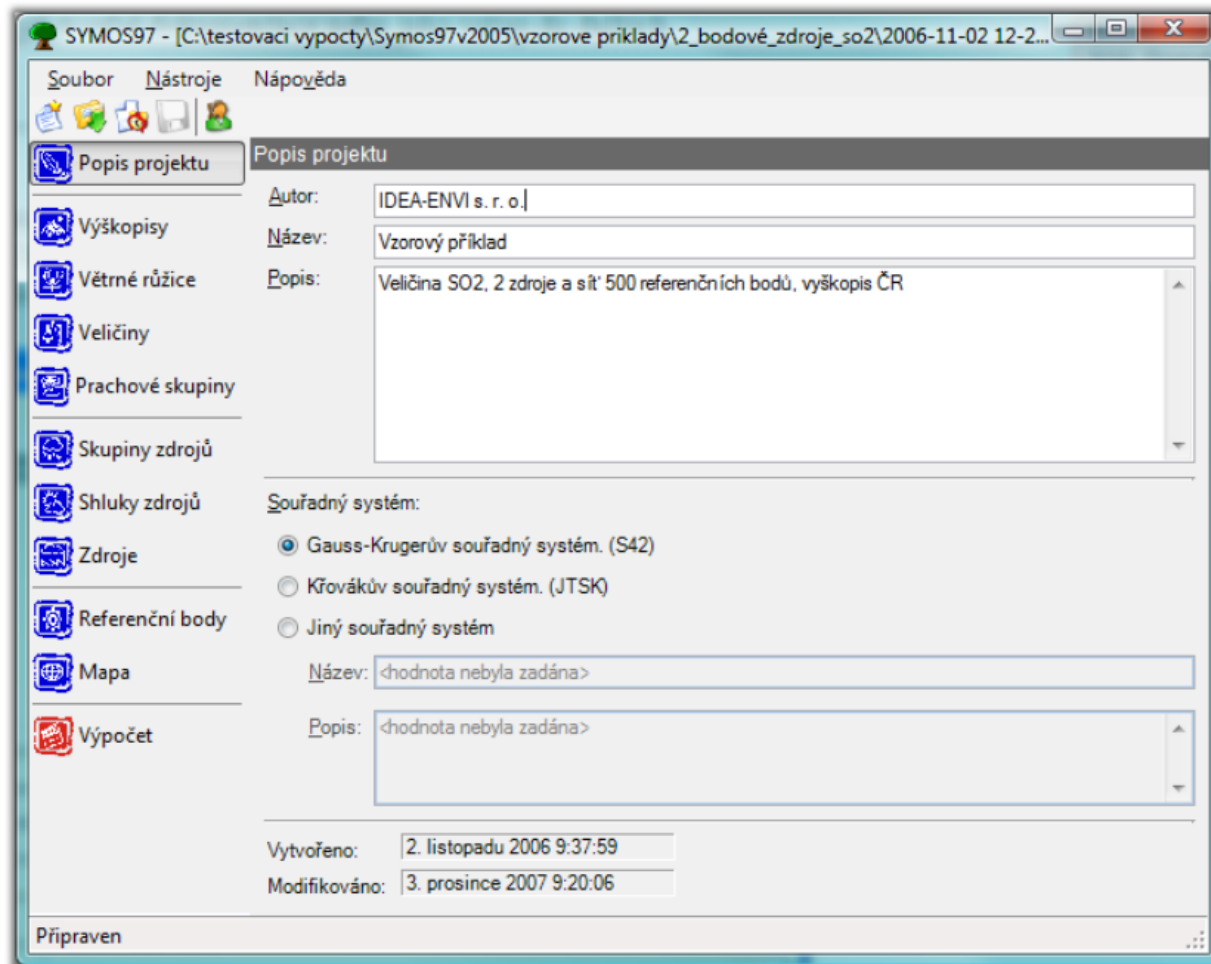 SYMOS97 - [C:\testovaci vypocty\Symos97v2005\vzorove priklady\2_bodové_zdroje_so2\2006-11-02 12-2...
Soubor Nástroje Nápověda
Popis projektu
Výškopisy
Větrné růžice
Veličiny
Prachové skupiny
Skupiny zdrojů
Shluky zdrojů
Zdroje
Referenční body
Mapa
Výpočet
Popis projektu
Autor: IDEA-ENVI s. r. o.
Název: Vzorový příklad
Popis: Veličina SO2, 2 zdroje a síť 500 referenčních bodů, vyškopis ČR
Souřadný systém:
Gauss-Krugerův souřadný systém. (S42)
Křovákův souřadný systém. (JTSK)
Jiný souřadný systém
Název: <hodnota nebyla zadána>
Popis: <hodnota nebyla zadána>
Vytvořeno: 2. listopadu 2006 9:37:59
Modifikováno: 3. prosince 2007 9:20:06
Připraven